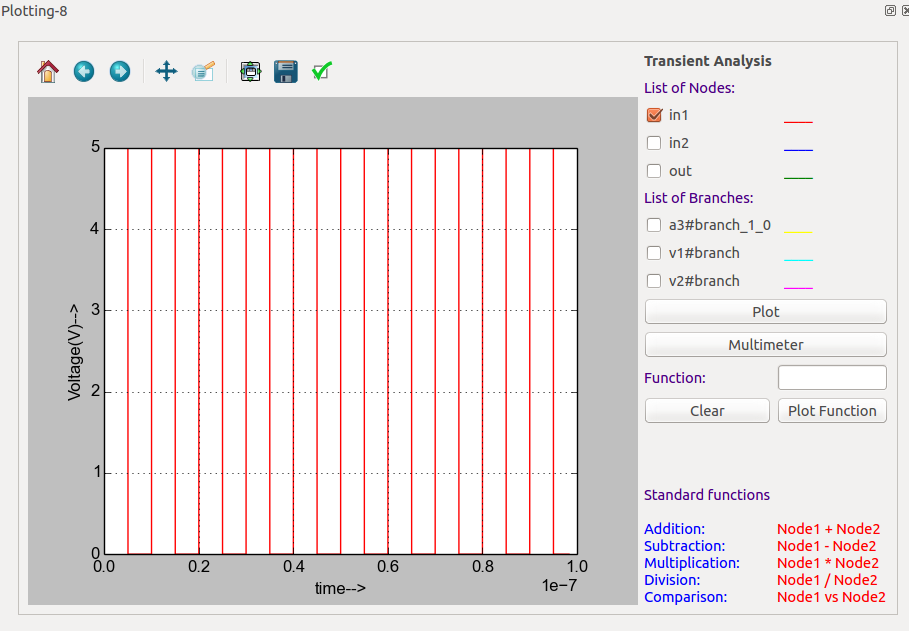 Plotting-8
Transient Analysis
List of Nodes:
in1
in2
out
List of Branches:
a3#branch_1_0
v1#branch
v2#branch
Plot
Multimeter
Function:
Clear Plot Function
Standard functions
Addition: Node1 + Node2
Subtraction: Node1 - Node2
Multiplication: Node1 * Node2
Division: Node1 / Node2
Comparison: Node1 vs Node2
Voltage(V)-->
5
4
3
2
1
0
0.0 0.2 0.4 0.6 0.8 1.0
time--> 1e−7